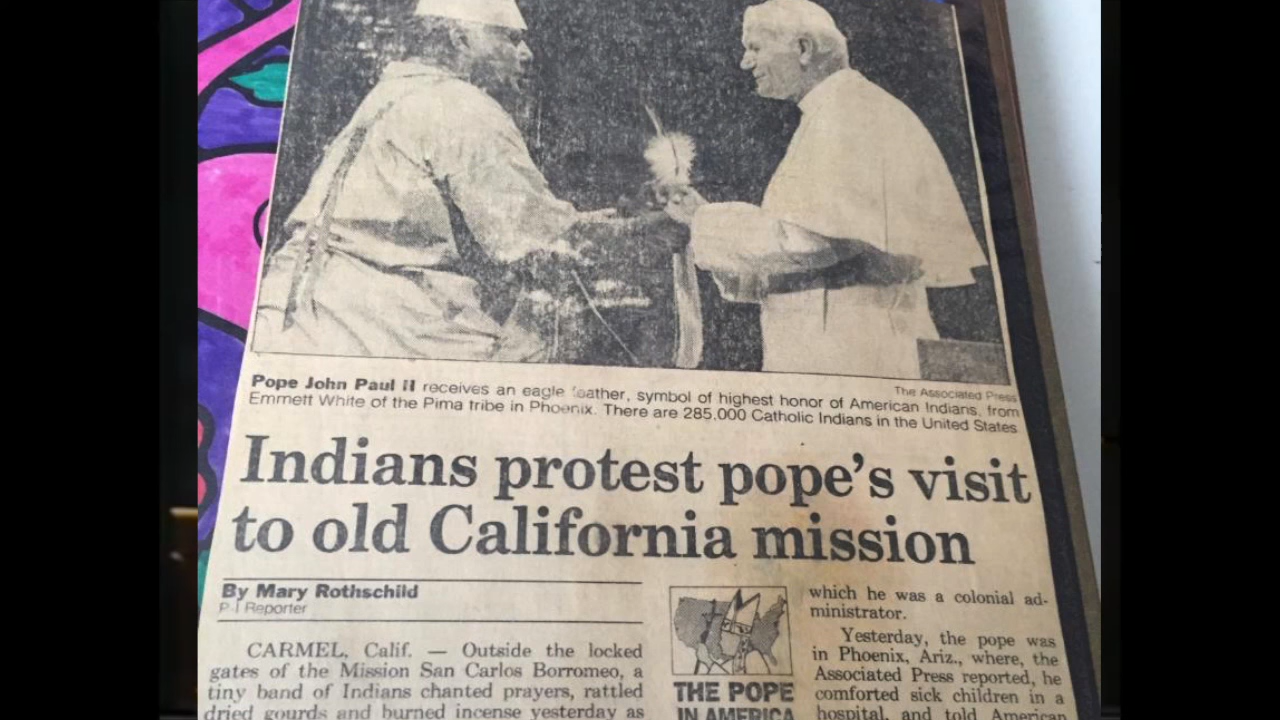 The Associated Press
Pope John Paul II receives an eagle feather, symbol of highest honor of American Indians, from
Emmett White of the Pima tribe in Phoenix. There are 285,000 Catholic Indians in the United States
Indians protest pope's visit
to old California mission
By Mary Rothschild
P-I Reporter
CARMEL, Calif. — Outside the locked
gates of the Mission San Carlos Borromeo, a
tiny band of Indians chanted prayers, rattled
dried gourds and burned incense yesterday as
THE POPE
IN AMERICA
which he was a colonial ad-
ministrator.
Yesterday, the pope was
in Phoenix, Ariz., where, the
Associated Press reported, he
comforted sick children in a
hospital, and told American